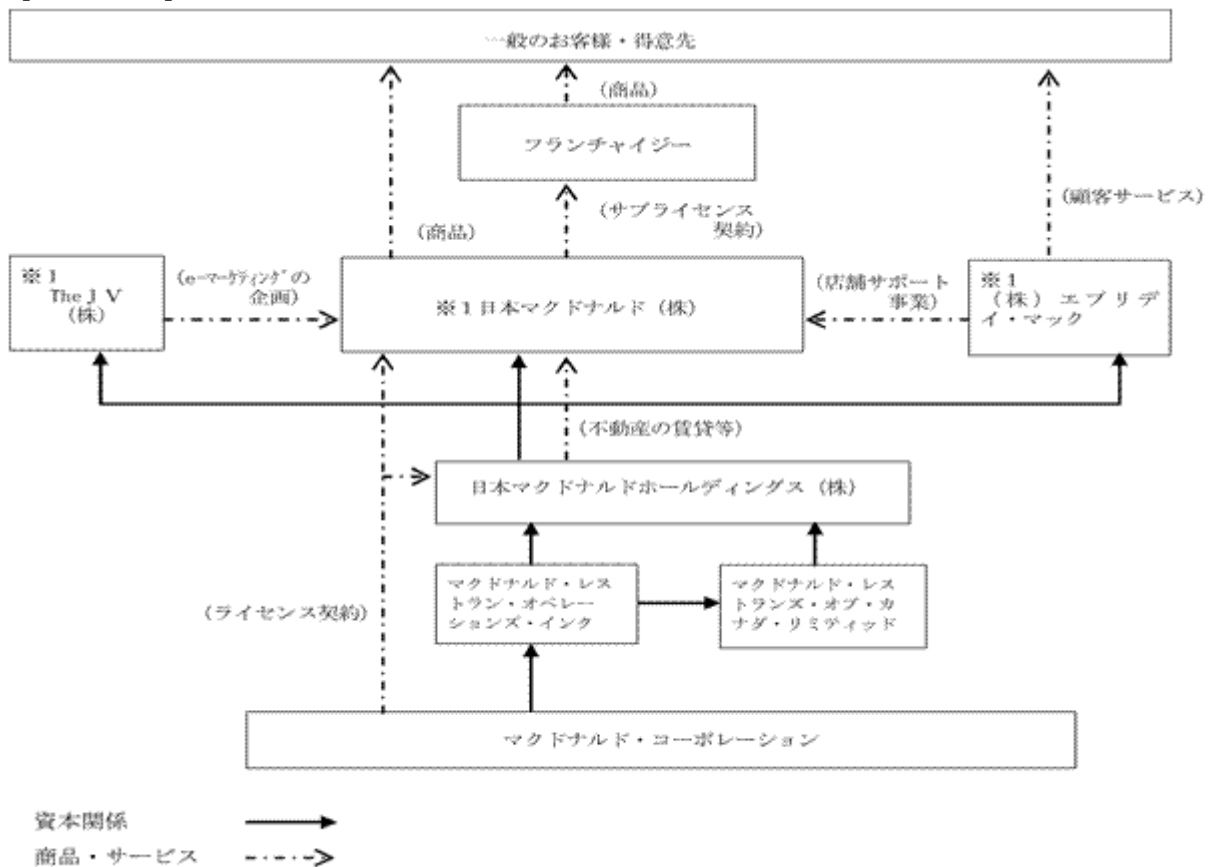 一般のお客様・得意先
(商品)
フランチャイジー
(サブライセンス
契約)
(商品)
(顧客サービス)
※1
The J V
(株)
(e-マーケティングの
企画)
※1日本マクドナルド(株)
(店舗サポート
事業)
※1
(株)エブリデ
イ・マック
(不動産の賃貸等)
日本マクドナルドホールディングス(株)
マクドナルド・レス
トラン・オペレー
ションズ・インク
マクドナルド・レス
トランズ・オブ・カ
ナダ・リミティッド
(ライセンス契約)
マクドナルド・コーポレーション
資本関係
商品・サービス